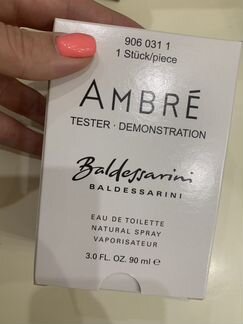 906 031 1
1 Stück/piece
AMBRÉ
TESTER · DEMONSTRATION
Baldessarini
BALDESSARINI
EAU DE TOILETTE
NATURAL SPRAY
VAPORISATEUR
3.0 FL. OZ. 90 ml ℮